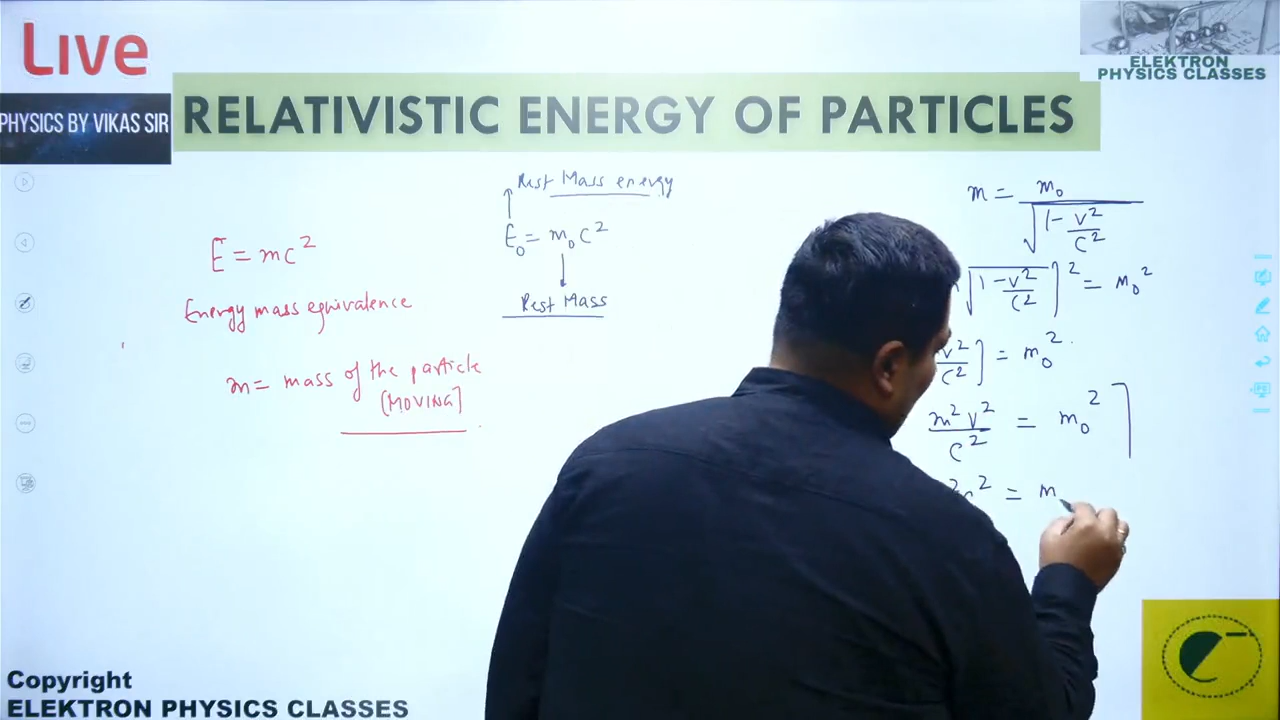 Live
PHYSICS BY VIKAS SIR
ELEKTRON
PHYSICS CLASSES
RELATIVISTIC ENERGY OF PARTICLES
E = mc²
Energy mass equivalence
m = mass of the particle
[MOVING]
Rest Mass energy
E₀ = m₀c²
Rest Mass
m = m₀ / √(1 - v²/c²)
√(1 - v²/c²)]² = m₀²
v²/c²] = m₀²
m²v²/c² = m₀²
² = m
Copyright
ELEKTRON PHYSICS CLASSES